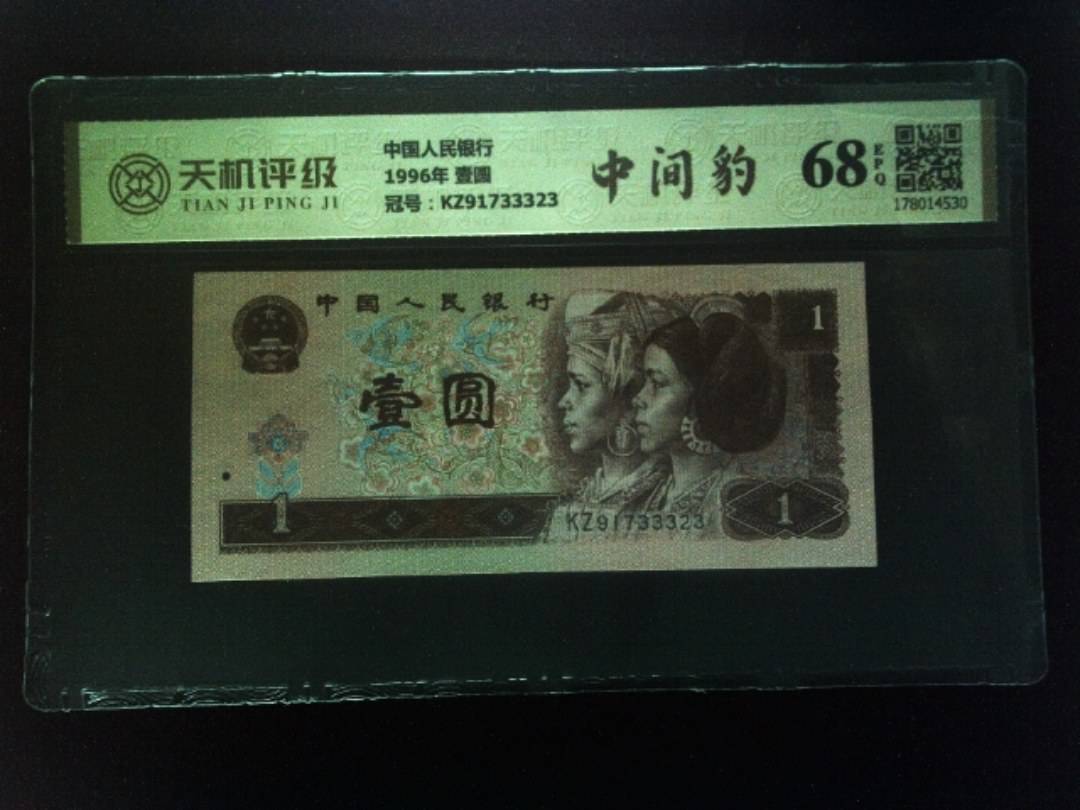 天机评级
TIAN JI PING JI
中国人民银行
1996年 壹圆
冠号：KZ91733323
中间豹
68
EPQ
178014530
中国人民银行
1
壹圆
1
KZ91733323
1